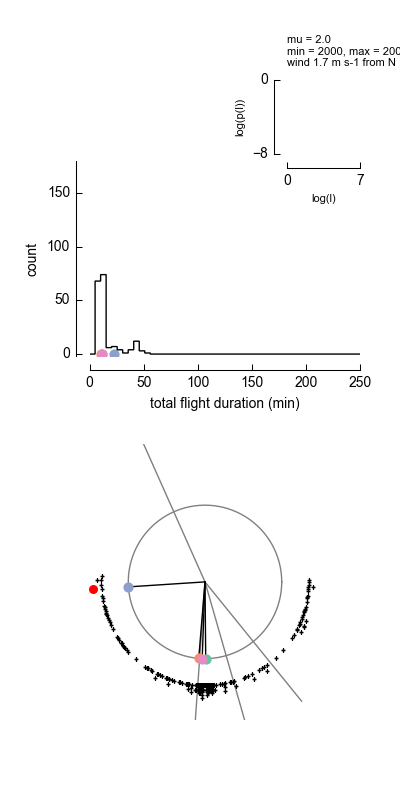 mu = 2.0
min = 2000, max = 200
wind 1.7 m s-1 from N
0
log(p(l))
−8
0 7
log(l)
150
100
50
0
count
0 50 100 150 200 250
total flight duration (min)